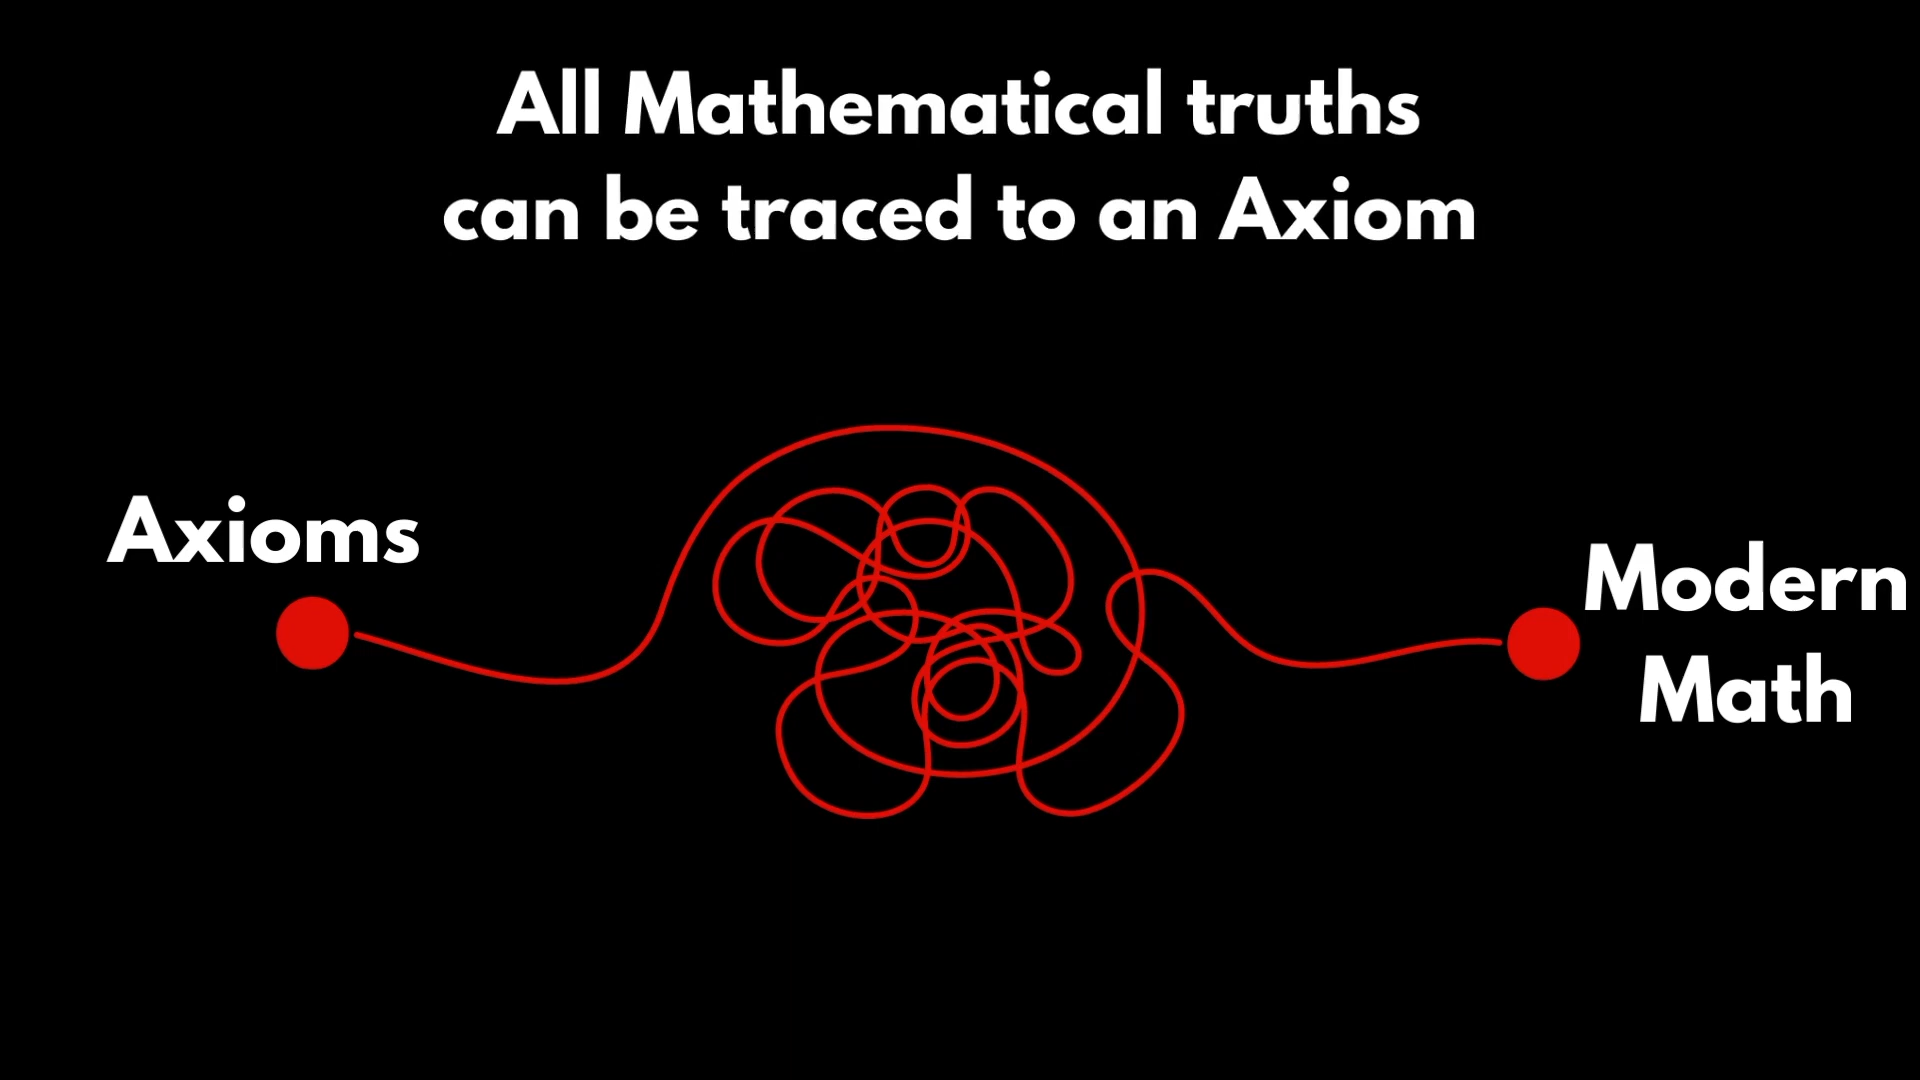 All Mathematical truths
can be traced to an Axiom
Axioms
Modern
Math